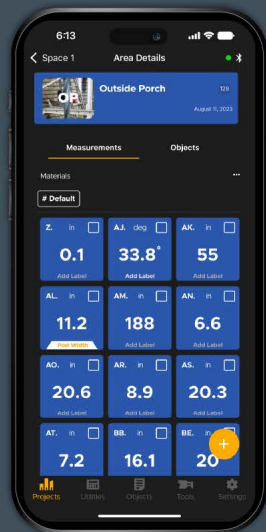 6:13
Space 1 Area Details
OP Outside Porch 128
August 11, 2023
Measurements Objects
Materials ...
# Default
Z. in AJ. deg AK. in
0.1 33.8° 55
Add Label Add Label Add Label
AL. in AM. in AN. in
11.2 188 6.6
Post Width Add Label Add Label
AO. in AR. in AS. in
20.6 8.9 20.3
Add Label Add Label Add Label
AT. in BB. in BE. in
7.2 16.1 20
+
Projects Utilities Objects Tools Settings